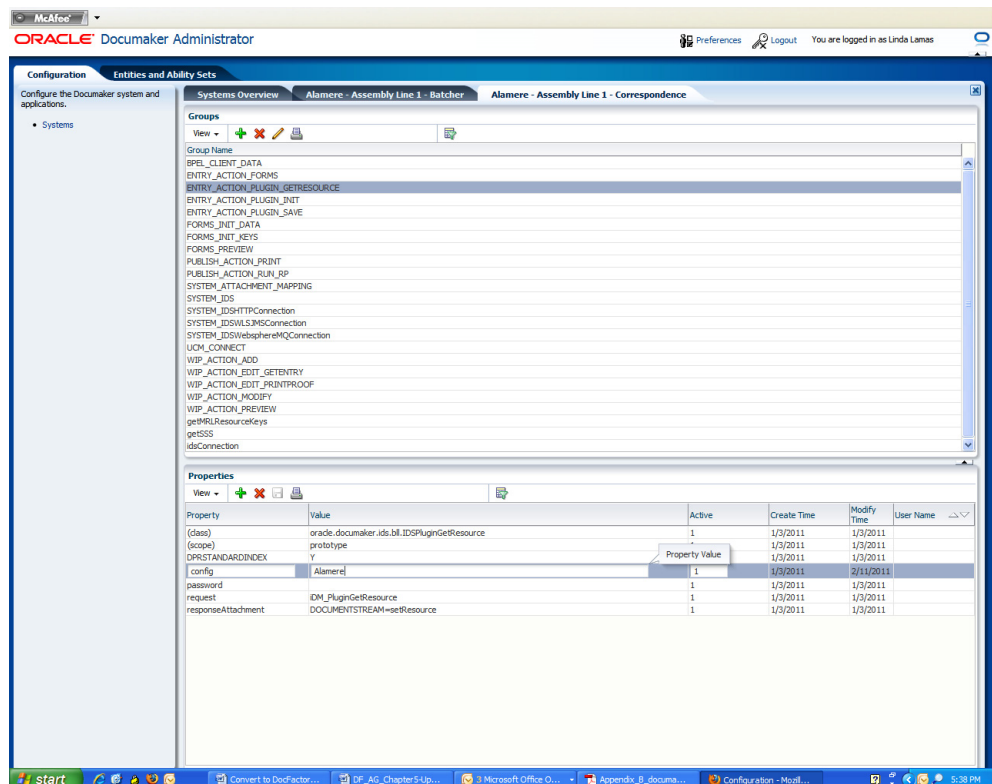 McAfee
ORACLE Documaker Administrator
Preferences Logout You are logged in as Linda Lamas
Configuration Entities and Ability Sets
Configure the Documaker system and
applications.
Systems
Systems Overview Alamere - Assembly Line 1 - Batcher Alamere - Assembly Line 1 - Correspondence
Groups
View
Group Name
BPEL_CLIENT_DATA
ENTRY_ACTION_FORMS
ENTRY_ACTION_PLUGIN_GETRESOURCE
ENTRY_ACTION_PLUGIN_INIT
ENTRY_ACTION_PLUGIN_SAVE
FORMS_INIT_DATA
FORMS_INIT_KEYS
FORMS_PREVIEW
PUBLISH_ACTION_PRINT
PUBLISH_ACTION_RUN_RP
SYSTEM_ATTACHMENT_MAPPING
SYSTEM_IDS
SYSTEM_IDSHTTPConnection
SYSTEM_IDSWLSJMSConnection
SYSTEM_IDSWebsphereMQConnection
UCM_CONNECT
WIP_ACTION_ADD
WIP_ACTION_EDIT_GETENTRY
WIP_ACTION_EDIT_PRINTPROOF
WIP_ACTION_MODIFY
WIP_ACTION_PREVIEW
getMRLResourceKeys
getSSS
idsConnection
Properties
View
Property Value Active Create Time Modify Time User Name
(class) oracle.documaker.ids.bll.IDSPluginGetResource 1 1/3/2011 1/3/2011
(scope) prototype 1/3/2011 1/3/2011
Property Value
DPRSTANDARDINDEX Y 1/3/2011 1/3/2011
config Alamere 1 1/3/2011 2/11/2011
password 1 1/3/2011 1/3/2011
request iDM_PluginGetResource 1 1/3/2011 1/3/2011
responseAttachment DOCUMENTSTREAM=setResource 1 1/3/2011 1/3/2011
start Convert to DocFactor... DF_AG_Chapter5-Up... 3 Microsoft Office O... Appendix_B_documa... Configuration - Mozill... 5:38 PM